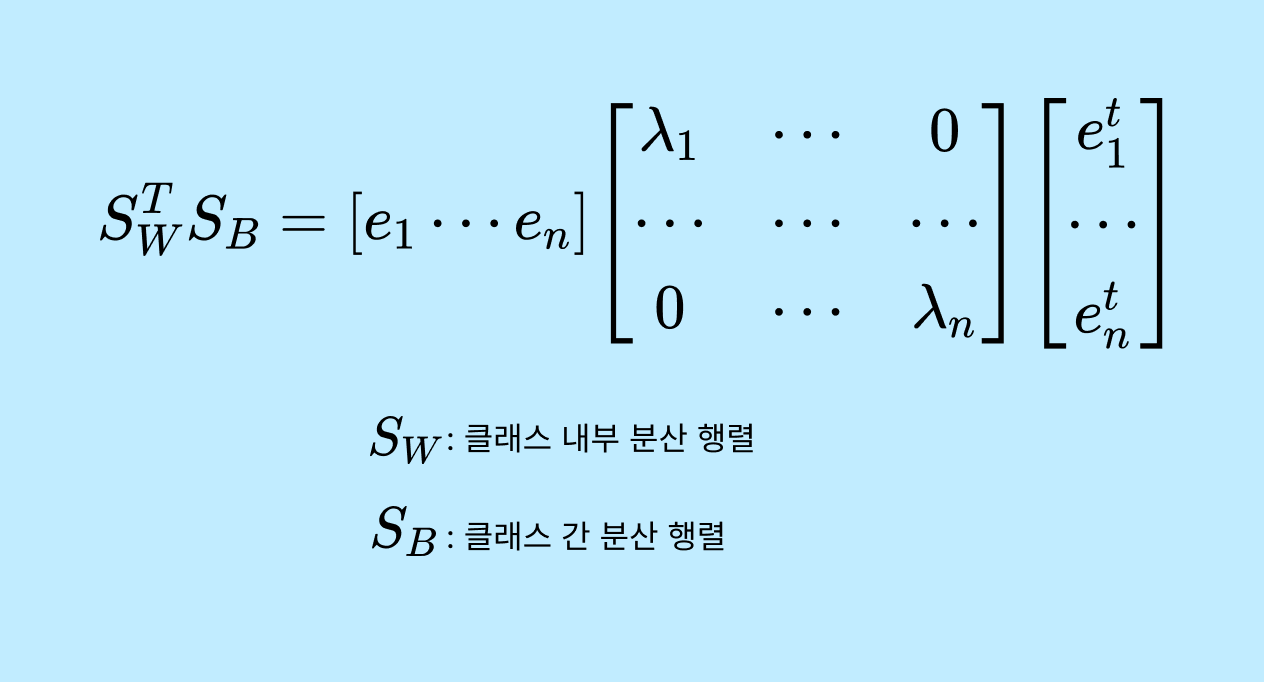 $S_W^T S_B = [e_1 \cdots e_n] \begin{bmatrix} \lambda_1 & \cdots & 0 \\ \cdots & \cdots & \cdots \\ 0 & \cdots & \lambda_n \end{bmatrix} \begin{bmatrix} e_1^t \\ \cdots \\ e_n^t \end{bmatrix}$
$S_W$ : 클래스 내부 분산 행렬
$S_B$ : 클래스 간 분산 행렬